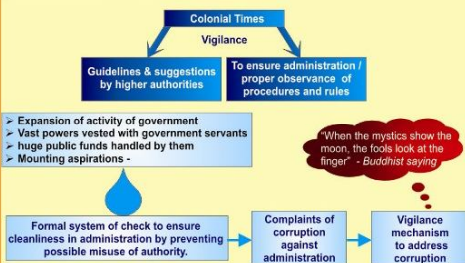 Colonial Times
Vigilance
Guidelines & suggestions
by higher authorities
To ensure administration /
proper observance of
procedures and rules
Expansion of activity of government
Vast powers vested with government servants
huge public funds handled by them
Mounting aspirations -
"When the mystics show the
moon, the fools look at the
finger" - Buddhist saying
Formal system of check to ensure
cleanliness in administration by preventing
possible misuse of authority.
Complaints of
corruption
against
administration
Vigilance
mechanism
to address
corruption